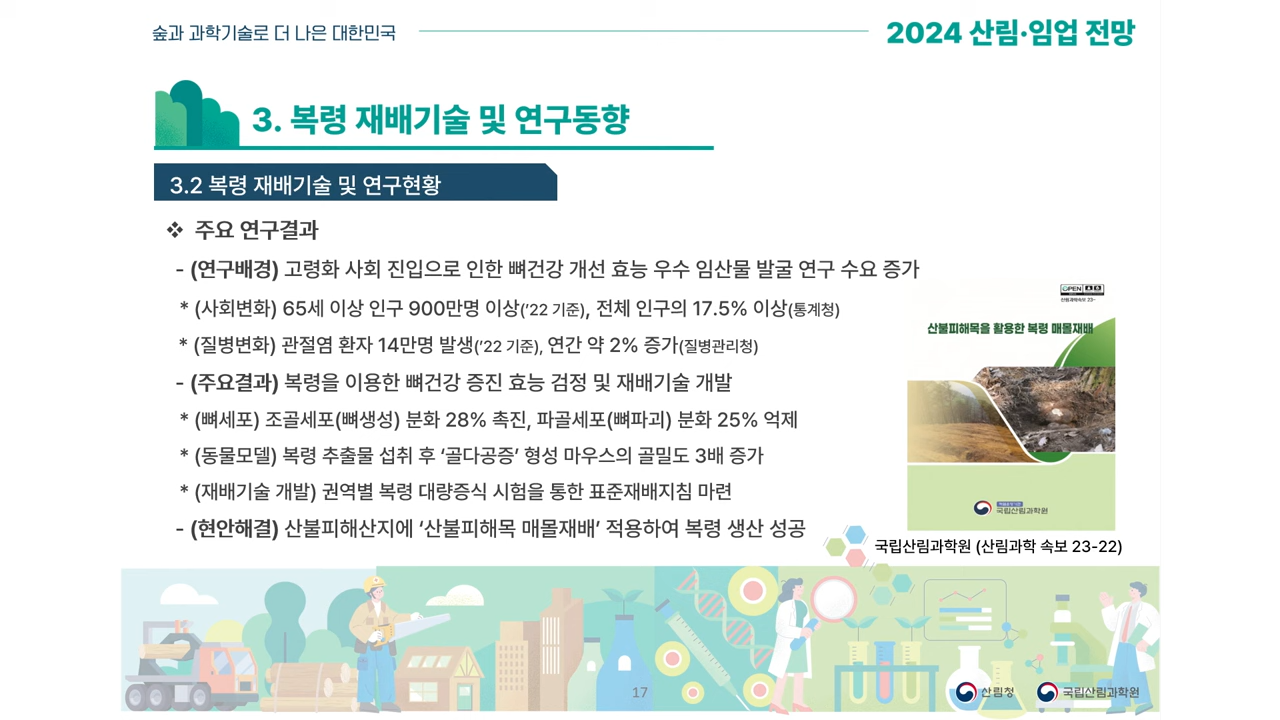 숲과 과학기술로 더 나은 대한민국
2024 산림·임업 전망
3. 복령 재배기술 및 연구동향
3.2 복령 재배기술 및 연구현황
❖ 주요 연구결과
- (연구배경) 고령화 사회 진입으로 인한 뼈건강 개선 효능 우수 임산물 발굴 연구 수요 증가
* (사회변화) 65세 이상 인구 900만명 이상(’22 기준), 전체 인구의 17.5% 이상(통계청)
* (질병변화) 관절염 환자 14만명 발생(’22 기준), 연간 약 2% 증가(질병관리청)
- (주요결과) 복령을 이용한 뼈건강 증진 효능 검정 및 재배기술 개발
* (뼈세포) 조골세포(뼈생성) 분화 28% 촉진, 파골세포(뼈파괴) 분화 25% 억제
* (동물모델) 복령 추출물 섭취 후 ‘골다공증’ 형성 마우스의 골밀도 3배 증가
* (재배기술 개발) 권역별 복령 대량증식 시험을 통한 표준재배지침 마련
- (현안해결) 산불피해산지에 ‘산불피해목 매몰재배’ 적용하여 복령 생산 성공
OPEN
산림과학속보 23-
산불피해목을 활용한 복령 매몰재배
국립산림과학원
국립산림과학원 (산림과학 속보 23-22)
17
산림청
국립산림과학원